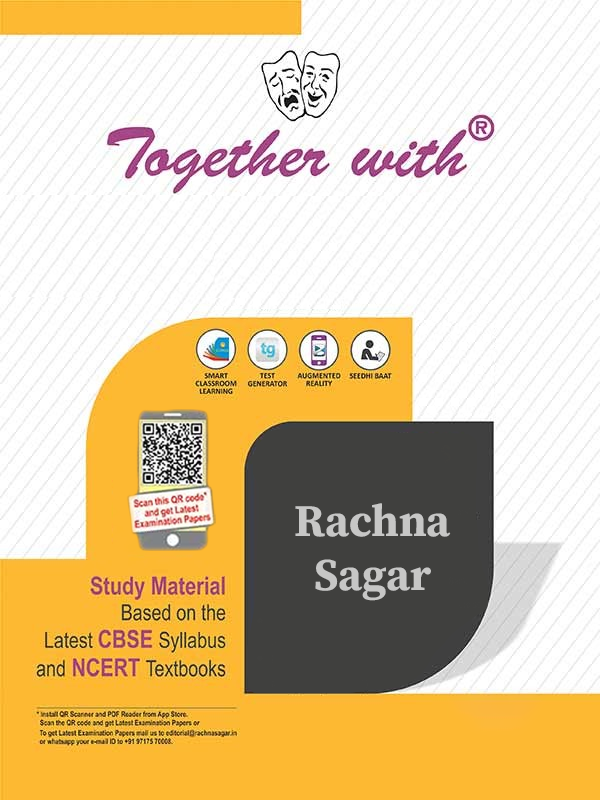 Together with®
SMART
CLASSROOM
LEARNING
tg
TEST
GENERATOR
AUGMENTED
REALITY
SEEDHI BAAT
Scan this QR code*
and get Latest
Examination Papers
Rachna
Sagar
Study Material
Based on the
Latest CBSE Syllabus
and NCERT Textbooks
* Install QR Scanner and PDF Reader from App Store.
Scan the QR code and get Latest Examination Papers or
To get Latest Examination Papers mail us to editorial@rachnasagar.in
or whatsapp your e-mail ID to +91 97175 70008.